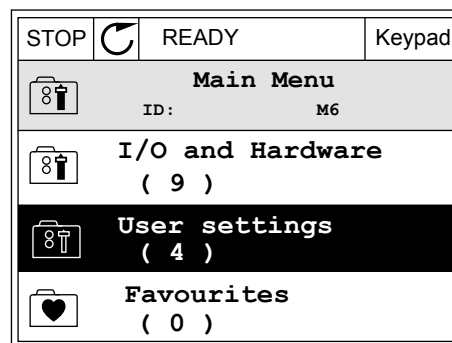 STOP READY Keypad
Main Menu
ID: M6
I/O and Hardware
( 9 )
User settings
( 4 )
Favourites
( 0 )